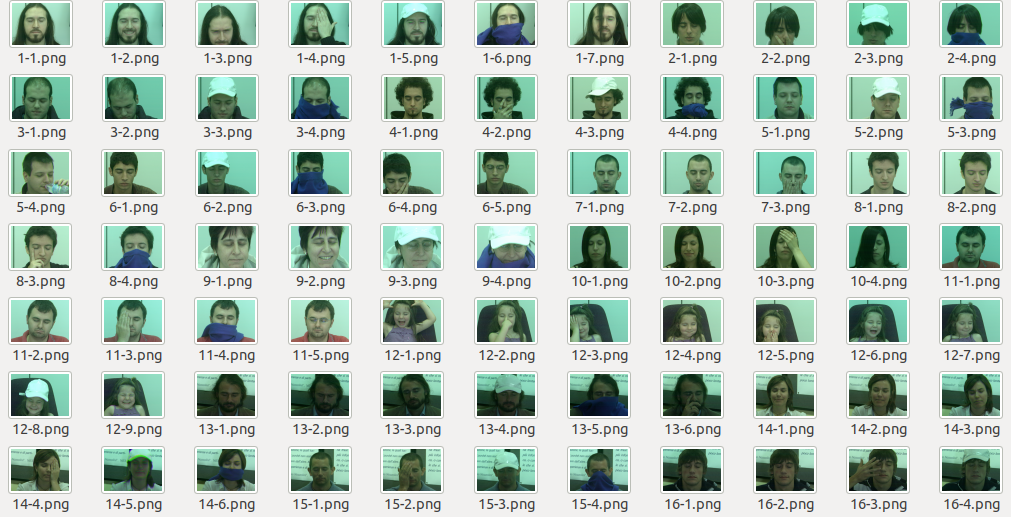 1-1.png 1-2.png 1-3.png 1-4.png 1-5.png 1-6.png 1-7.png 2-1.png 2-2.png 2-3.png 2-4.png
3-1.png 3-2.png 3-3.png 3-4.png 4-1.png 4-2.png 4-3.png 4-4.png 5-1.png 5-2.png 5-3.png
5-4.png 6-1.png 6-2.png 6-3.png 6-4.png 6-5.png 7-1.png 7-2.png 7-3.png 8-1.png 8-2.png
8-3.png 8-4.png 9-1.png 9-2.png 9-3.png 9-4.png 10-1.png 10-2.png 10-3.png 10-4.png 11-1.png
11-2.png 11-3.png 11-4.png 11-5.png 12-1.png 12-2.png 12-3.png 12-4.png 12-5.png 12-6.png 12-7.png
12-8.png 12-9.png 13-1.png 13-2.png 13-3.png 13-4.png 13-5.png 13-6.png 14-1.png 14-2.png 14-3.png
14-4.png 14-5.png 14-6.png 15-1.png 15-2.png 15-3.png 15-4.png 16-1.png 16-2.png 16-3.png 16-4.png